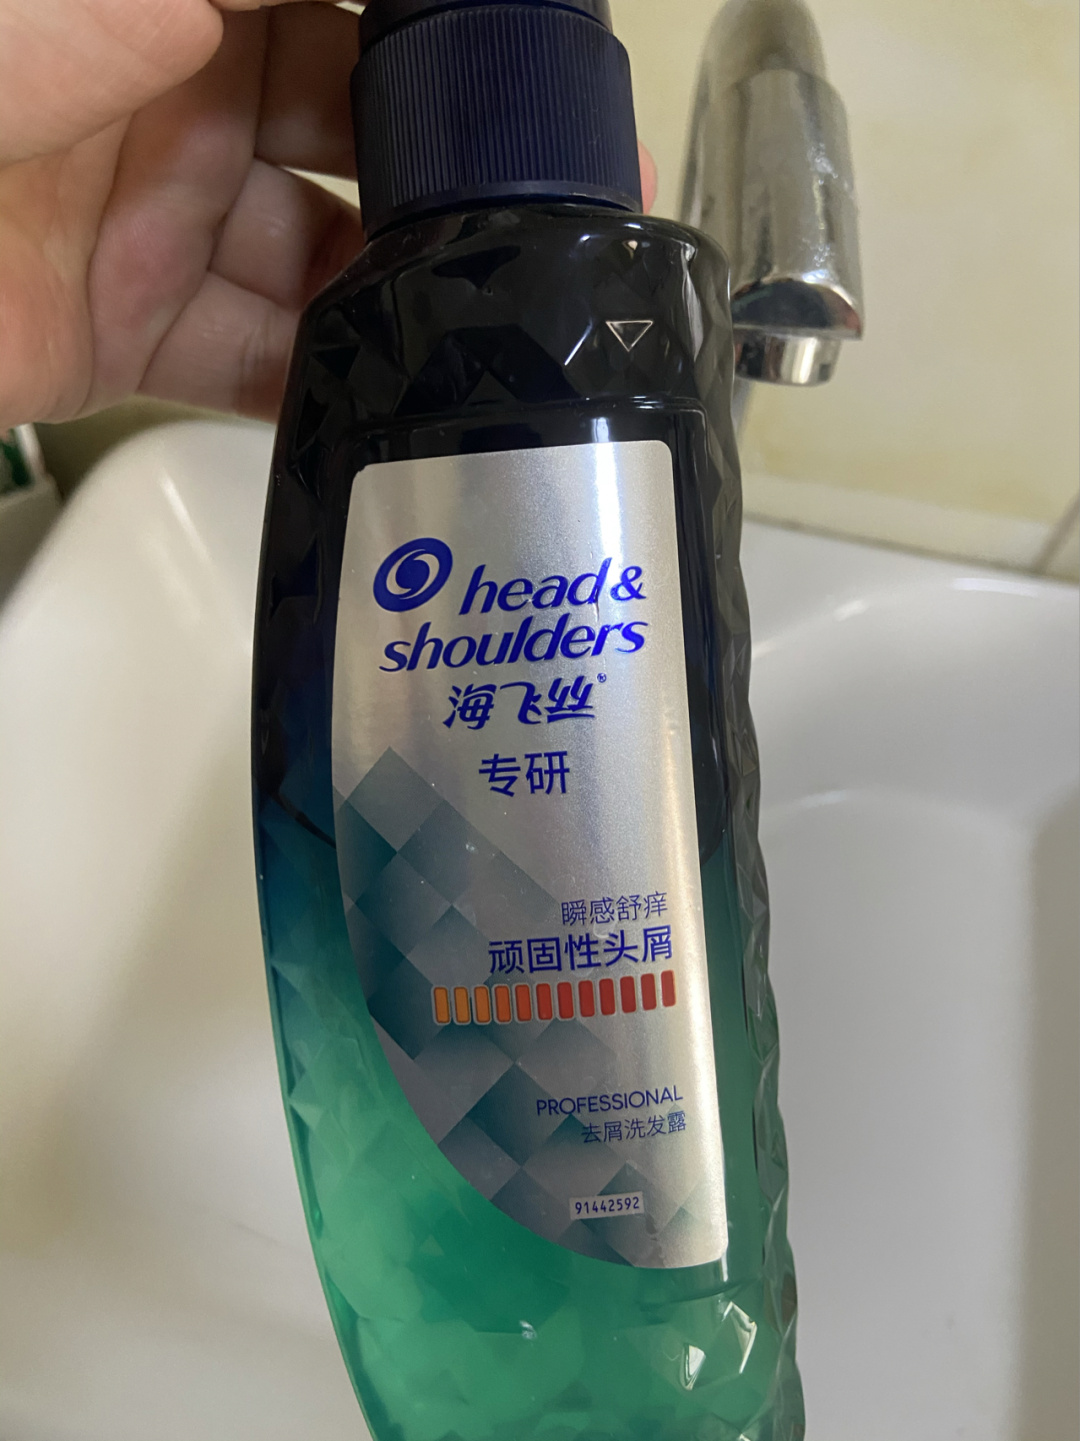 head &
shoulders
海飞丝®
专研
瞬感舒痒
顽固性头屑
PROFESSIONAL
去屑洗发露
91442592